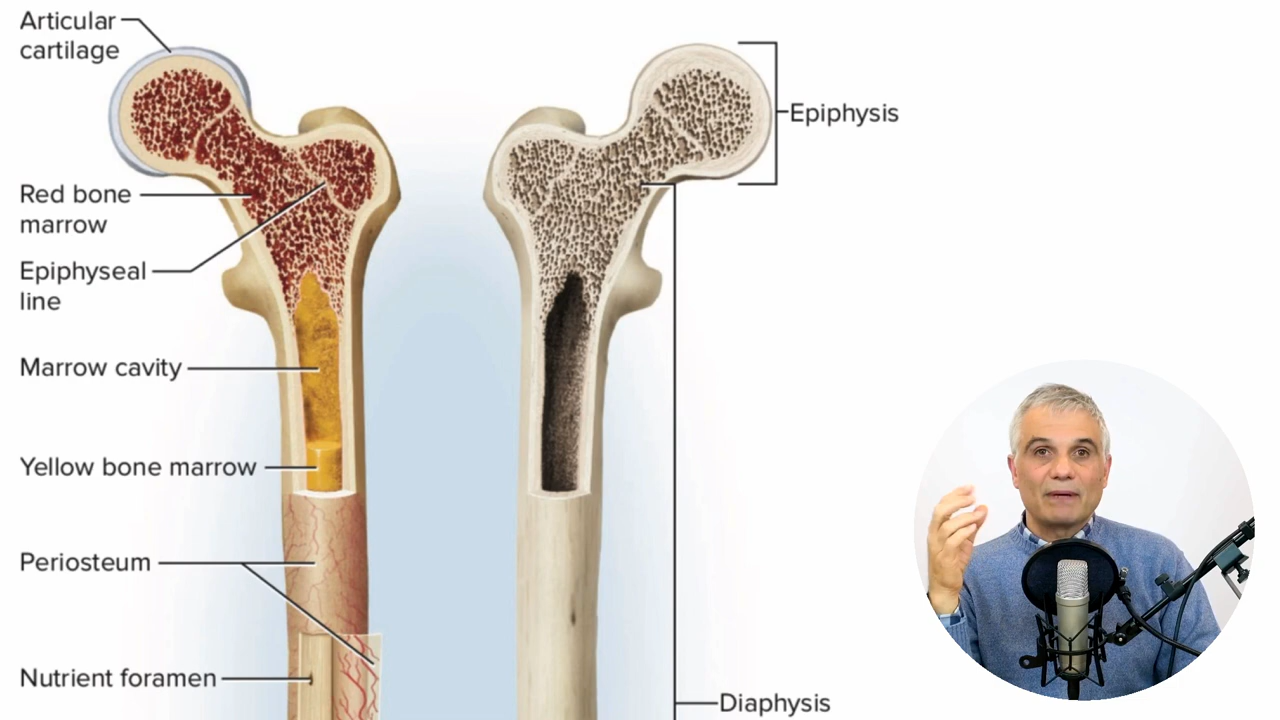 Articular
cartilage
Epiphysis
Red bone
marrow
Epiphyseal
line
Marrow cavity
Yellow bone marrow
Periosteum
Nutrient foramen
Diaphysis